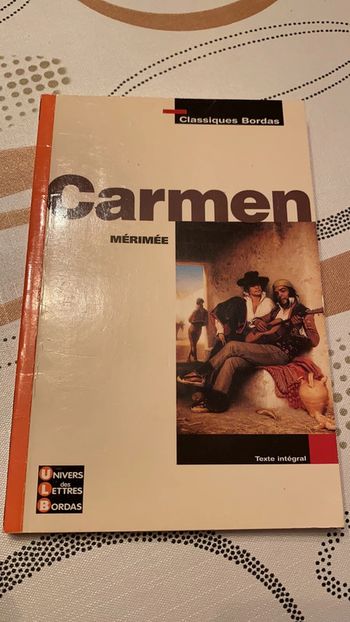 Classiques Bordas
Carmen
MÉRIMÉE
Texte intégral
UNIVERS
des
LETTRES
BORDAS